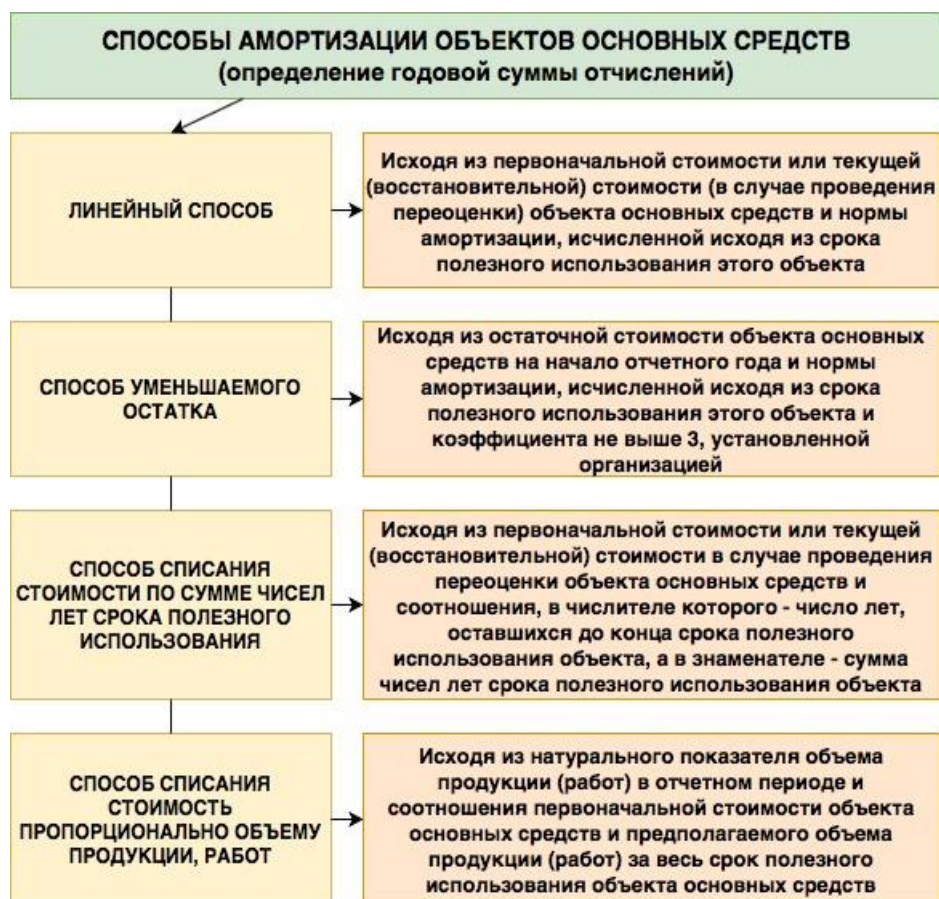 СПОСОБЫ АМОРТИЗАЦИИ ОБЪЕКТОВ ОСНОВНЫХ СРЕДСТВ
(определение годовой суммы отчислений)
ЛИНЕЙНЫЙ СПОСОБ
Исходя из первоначальной стоимости или текущей
(восстановительной) стоимости (в случае проведения
переоценки) объекта основных средств и нормы
амортизации, исчисленной исходя из срока
полезного использования этого объекта
СПОСОБ УМЕНЬШАЕМОГО
ОСТАТКА
Исходя из остаточной стоимости объекта основных
средств на начало отчетного года и нормы
амортизации, исчисленной исходя из срока
полезного использования этого объекта и
коэффициента не выше 3, установленной
организацией
СПОСОБ СПИСАНИЯ
СТОИМОСТИ ПО СУММЕ ЧИСЕЛ
ЛЕТ СРОКА ПОЛЕЗНОГО
ИСПОЛЬЗОВАНИЯ
Исходя из первоначальной стоимости или текущей
(восстановительной) стоимости в случае проведения
переоценки объекта основных средств и
соотношения, в числителе которого - число лет,
оставшихся до конца срока полезного
использования объекта, а в знаменателе - сумма
чисел лет срока полезного использования объекта
СПОСОБ СПИСАНИЯ
СТОИМОСТЬ
ПРОПОРЦИОНАЛЬНО ОБЪЕМУ
ПРОДУКЦИИ, РАБОТ
Исходя из натурального показателя объема
продукции (работ) в отчетном периоде и
соотношения первоначальной стоимости объекта
основных средств и предполагаемого объема
продукции (работ) за весь срок полезного
использования объекта основных средств